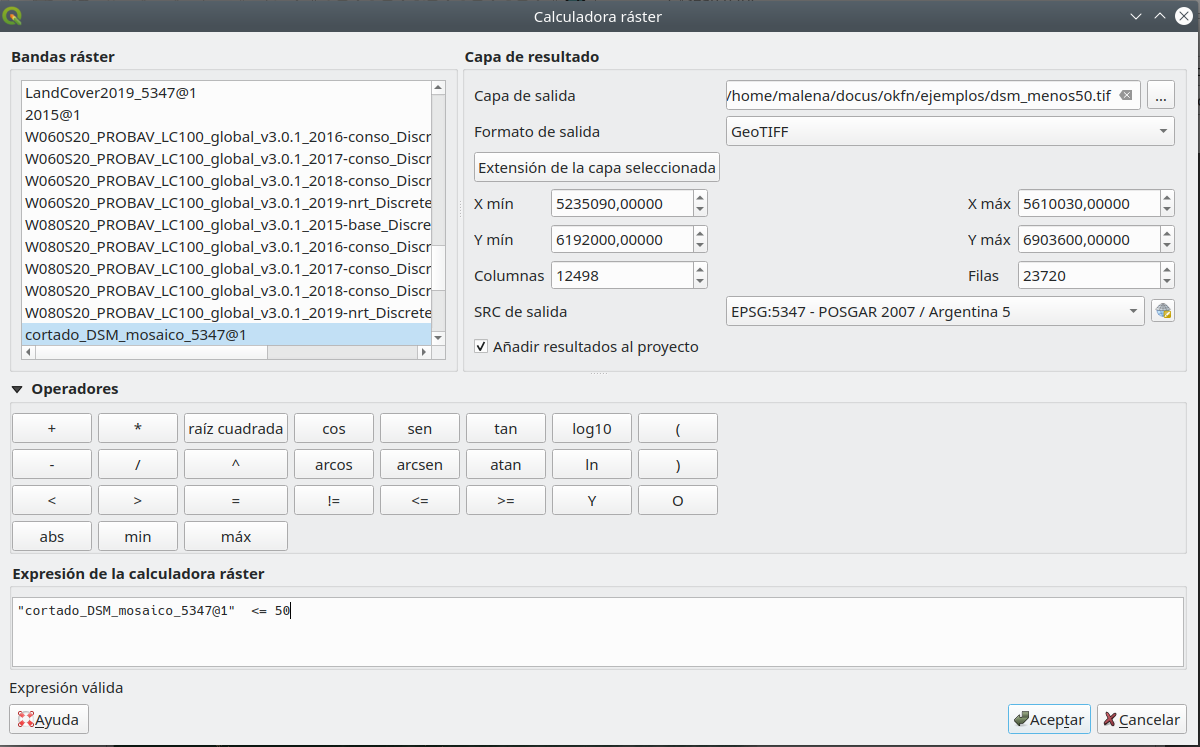 Calculadora ráster
Bandas ráster
LandCover2019_5347@1
2015@1
W060S20_PROBAV_LC100_global_v3.0.1_2016-conso_Discr
W060S20_PROBAV_LC100_global_v3.0.1_2017-conso_Discr
W060S20_PROBAV_LC100_global_v3.0.1_2018-conso_Discr
W060S20_PROBAV_LC100_global_v3.0.1_2019-nrt_Discrete
W080S20_PROBAV_LC100_global_v3.0.1_2015-base_Discre
W080S20_PROBAV_LC100_global_v3.0.1_2016-conso_Discr
W080S20_PROBAV_LC100_global_v3.0.1_2017-conso_Discr
W080S20_PROBAV_LC100_global_v3.0.1_2018-conso_Discr
W080S20_PROBAV_LC100_global_v3.0.1_2019-nrt_Discrete
cortado_DSM_mosaico_5347@1
Capa de resultado
Capa de salida /home/malena/docus/okfn/ejemplos/dsm_menos50.tif ...
Formato de salida GeoTIFF
Extensión de la capa seleccionada
X mín 5235090,00000 X máx 5610030,00000
Y mín 6192000,00000 Y máx 6903600,00000
Columnas 12498 Filas 23720
SRC de salida EPSG:5347 - POSGAR 2007 / Argentina 5
Añadir resultados al proyecto
Operadores
+ * raíz cuadrada cos sen tan log10 (
- / ^ arcos arcsen atan ln )
< > = != <= >= Y O
abs min máx
Expresión de la calculadora ráster
"cortado_DSM_mosaico_5347@1" <= 50
Expresión válida
Ayuda Aceptar Cancelar